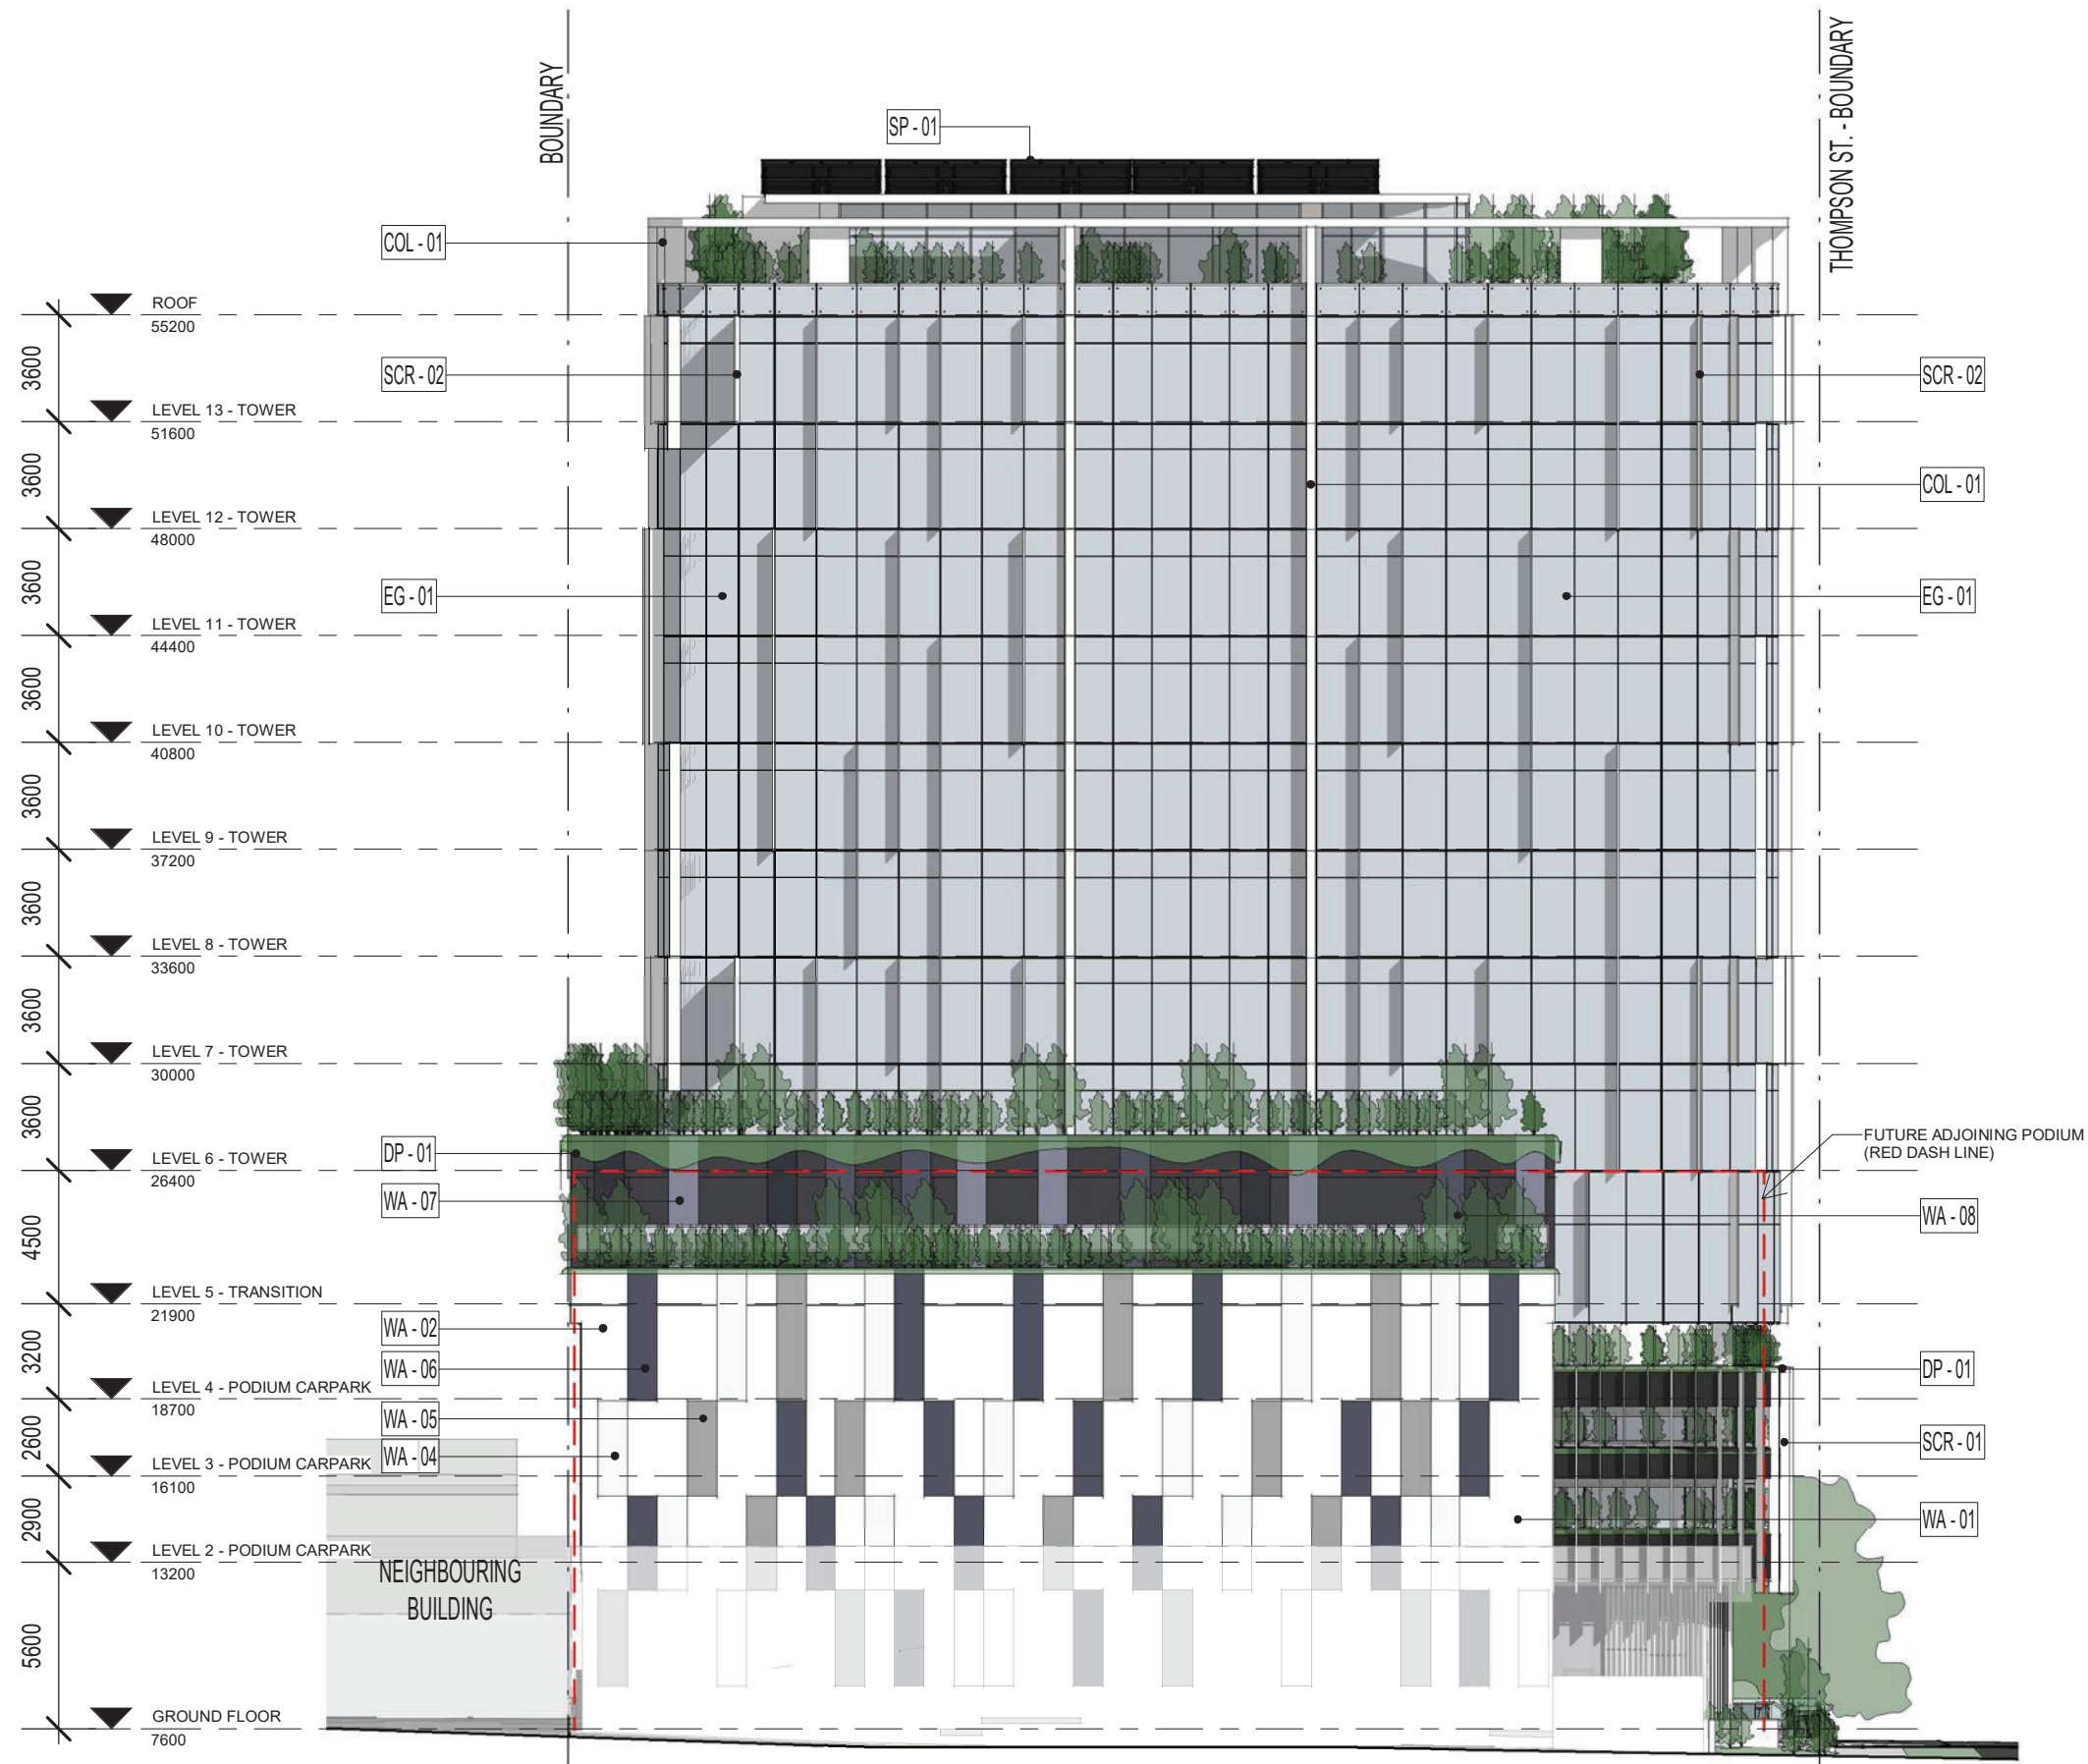 BOUNDARY
THOMPSON ST. - BOUNDARY
SP - 01
COL - 01
ROOF
55200
3600
SCR - 02
SCR - 02
LEVEL 13 - TOWER
51600
3600
COL - 01
LEVEL 12 - TOWER
48000
3600
EG - 01
EG - 01
LEVEL 11 - TOWER
44400
3600
LEVEL 10 - TOWER
40800
3600
LEVEL 9 - TOWER
37200
3600
LEVEL 8 - TOWER
33600
3600
LEVEL 7 - TOWER
30000
3600
FUTURE ADJOINING PODIUM
(RED DASH LINE)
DP - 01
LEVEL 6 - TOWER
26400
WA - 07
WA - 08
4500
LEVEL 5 - TRANSITION
21900
WA - 02
3200
WA - 06
DP - 01
LEVEL 4 - PODIUM CARPARK
18700
WA - 05
2600
SCR - 01
WA - 04
LEVEL 3 - PODIUM CARPARK
16100
2900
WA - 01
LEVEL 2 - PODIUM CARPARK
13200
NEIGHBOURING
BUILDING
5600
GROUND FLOOR
7600